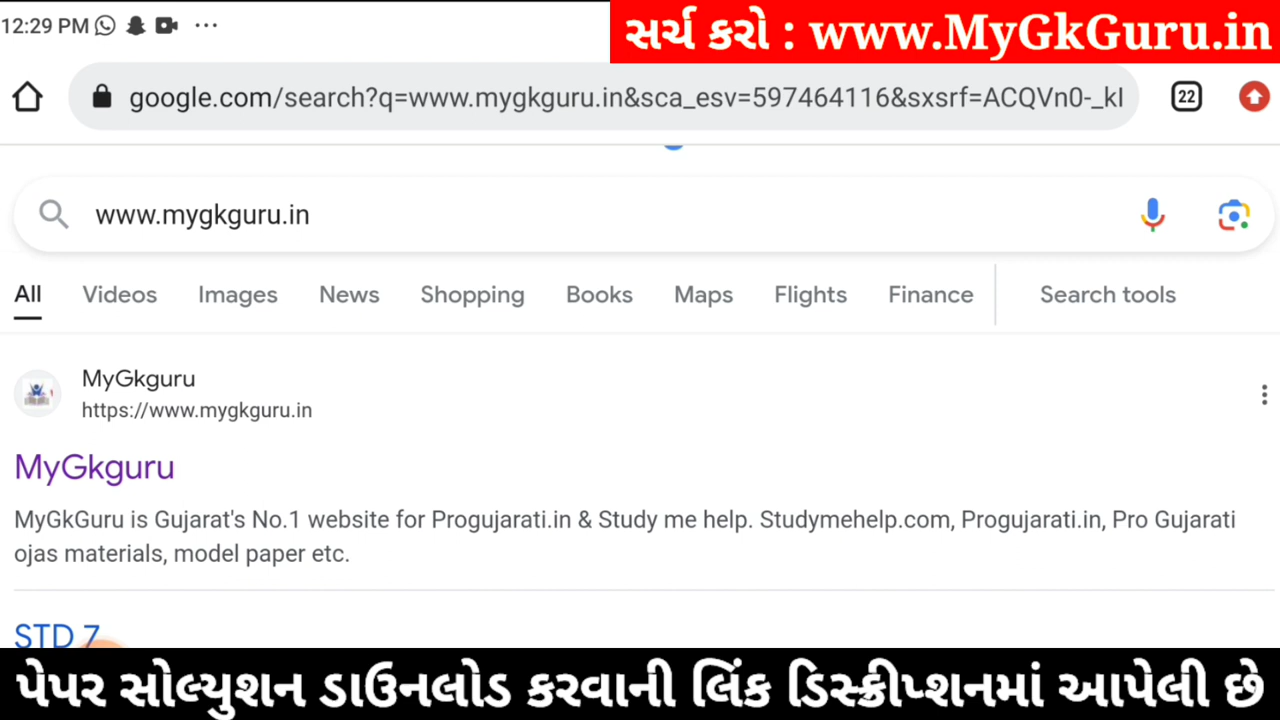 12:29 PM
સર્ચ કરો : www.MyGkGuru.in
google.com/search?q=www.mygkguru.in&sca_esv=597464116&sxsrf=ACQVn0-_kI
22
www.mygkguru.in
All Videos Images News Shopping Books Maps Flights Finance Search tools
MyGkguru
https://www.mygkguru.in
MyGkguru
MyGkGuru is Gujarat's No.1 website for Progujarati.in & Study me help. Studymehelp.com, Progujarati.in, Pro Gujarati
ojas materials, model paper etc.
STD 7
પેપર સોલ્યુશન ડાઉનલોડ કરવાની લિંક ડિસ્ક્રીપ્શનમાં આપેલી છે